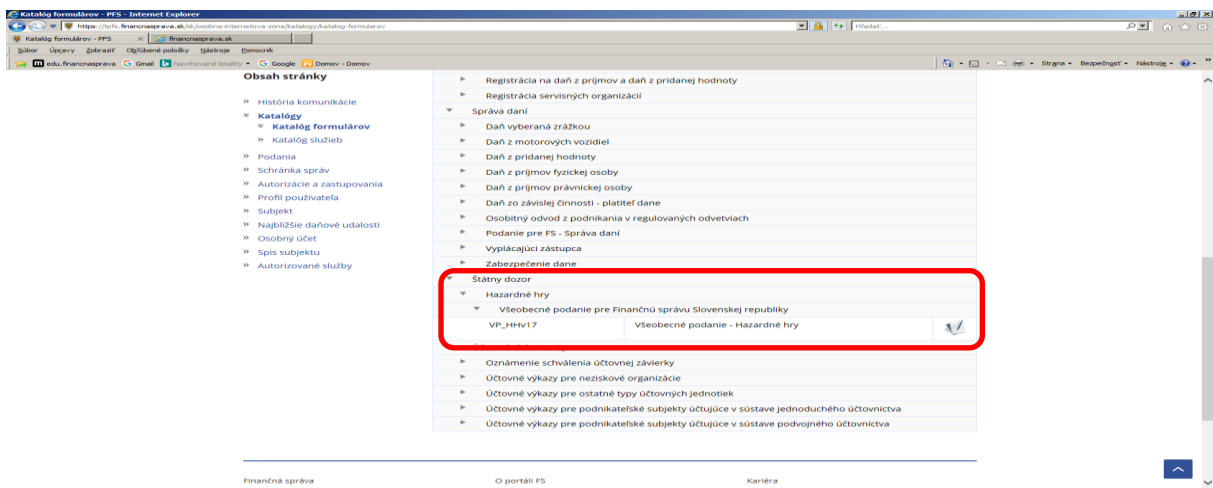 Katalóg formulárov - PFS - Internet Explorer
https://ipfs.financnasprava.sk/sk/osobna-internetova-zona/katalogy/katalog-formularov
Hľadať...
Katalóg formulárov - PFS
financnasprava.sk
Súbor Úpravy Zobraziť Obľúbené položky Nástroje Pomocník
edu.financnasprava Gmail Navrhované lokality Google Domov - Domov
Strana Bezpečnosť Nástroje
Obsah stránky
História komunikácie
Katalógy
Katalóg formulárov
Katalóg služieb
Podania
Schránka správ
Autorizácie a zastupovania
Profil používateľa
Subjekt
Najbližšie daňové udalosti
Osobný účet
Spis subjektu
Autorizované služby
Registrácia na daň z príjmov a daň z pridanej hodnoty
Registrácia servisných organizácií
Správa daní
Daň vyberaná zrážkou
Daň z motorových vozidiel
Daň z pridanej hodnoty
Daň z príjmov fyzickej osoby
Daň z príjmov právnickej osoby
Daň zo závislej činnosti - platiteľ dane
Osobitný odvod z podnikania v regulovaných odvetviach
Podanie pre FS - Správa daní
Vyplácajúci zástupca
Zabezpečenie dane
Štátny dozor
Hazardné hry
Všeobecné podanie pre Finančnú správu Slovenskej republiky
VP_HHv17 Všeobecné podanie - Hazardné hry
Oznámenie schválenia účtovnej závierky
Účtovné výkazy pre neziskové organizácie
Účtovné výkazy pre ostatné typy účtovných jednotiek
Účtovné výkazy pre podnikateľské subjekty účtujúce v sústave jednoduchého účtovníctva
Účtovné výkazy pre podnikateľské subjekty účtujúce v sústave podvojného účtovníctva
Finančná správa O portáli FS Kariéra